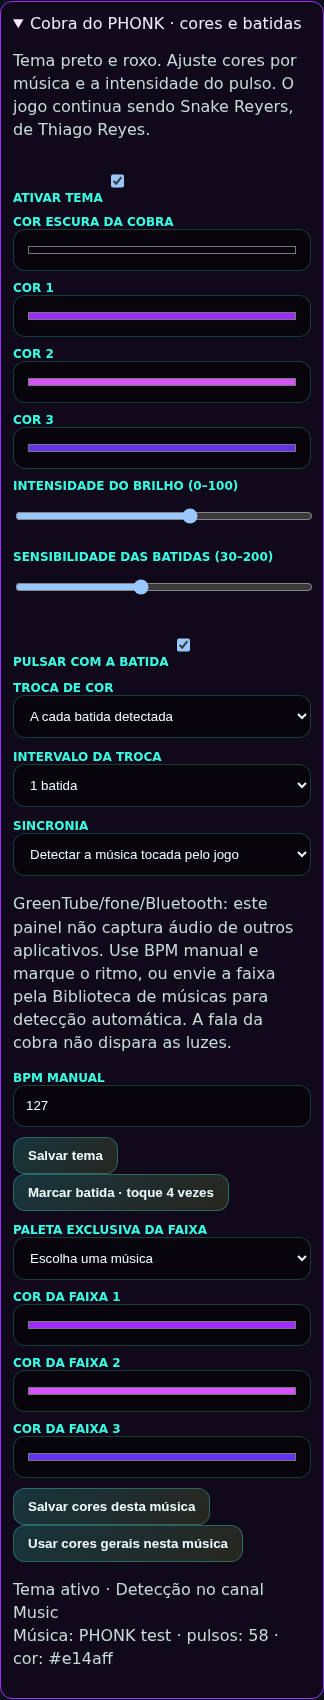 ▼ Cobra do PHONK · cores e batidas
Tema preto e roxo. Ajuste cores por
música e a intensidade do pulso. O
jogo continua sendo Snake Reyers,
de Thiago Reyes.
ATIVAR TEMA
COR ESCURA DA COBRA
COR 1
COR 2
COR 3
INTENSIDADE DO BRILHO (0–100)
SENSIBILIDADE DAS BATIDAS (30–200)
PULSAR COM A BATIDA
TROCA DE COR
A cada batida detectada
INTERVALO DA TROCA
1 batida
SINCRONIA
Detectar a música tocada pelo jogo
GreenTube/fone/Bluetooth: este
painel não captura áudio de outros
aplicativos. Use BPM manual e
marque o ritmo, ou envie a faixa
pela Biblioteca de músicas para
detecção automática. A fala da
cobra não dispara as luzes.
BPM MANUAL
127
Salvar tema
Marcar batida · toque 4 vezes
PALETA EXCLUSIVA DA FAIXA
Escolha uma música
COR DA FAIXA 1
COR DA FAIXA 2
COR DA FAIXA 3
Salvar cores desta música
Usar cores gerais nesta música
Tema ativo · Detecção no canal
Music
Música: PHONK test · pulsos: 58 ·
cor: #e14aff